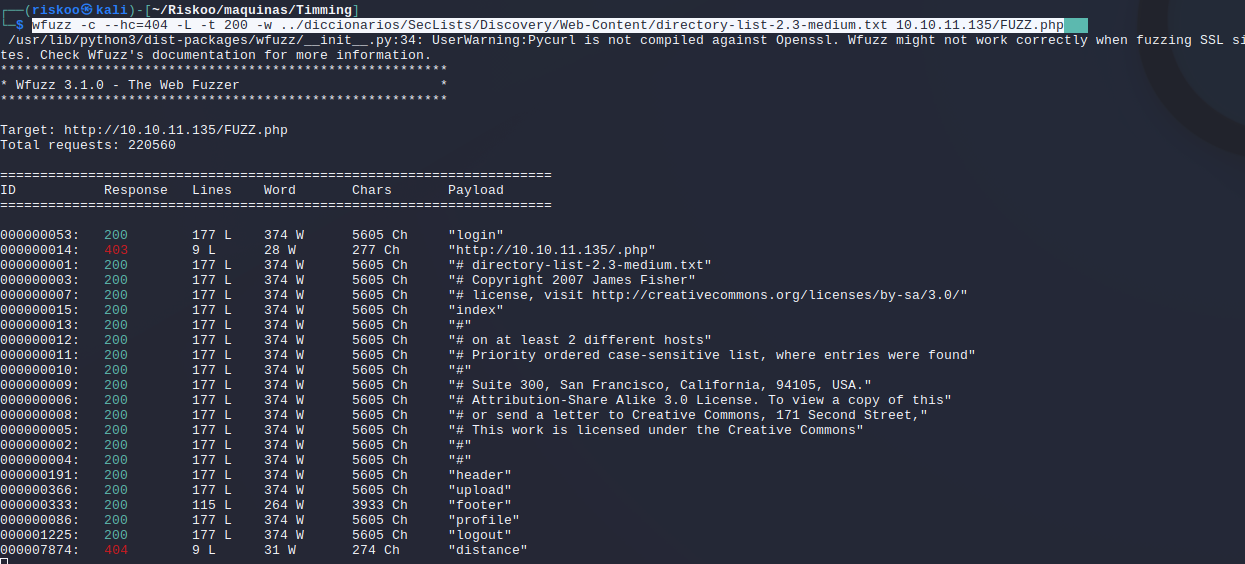 ┌──(riskoo㉿kali)-[~/Riskoo/maquinas/Timming]
└─$ wfuzz -c --hc=404 -L -t 200 -w ../diccionarios/SecLists/Discovery/Web-Content/directory-list-2.3-medium.txt 10.10.11.135/FUZZ.php
/usr/lib/python3/dist-packages/wfuzz/__init__.py:34: UserWarning:Pycurl is not compiled against Openssl. Wfuzz might not work correctly when fuzzing SSL si
tes. Check Wfuzz's documentation for more information.
********************************************************
* Wfuzz 3.1.0 - The Web Fuzzer                         *
********************************************************

Target: http://10.10.11.135/FUZZ.php
Total requests: 220560

=====================================================================
ID           Response   Lines    Word       Chars       Payload
=====================================================================

000000053:   200        177 L    374 W      5605 Ch     "login"
000000014:   403        9 L      28 W       277 Ch      "http://10.10.11.135/.php"
000000001:   200        177 L    374 W      5605 Ch     "# directory-list-2.3-medium.txt"
000000003:   200        177 L    374 W      5605 Ch     "# Copyright 2007 James Fisher"
000000007:   200        177 L    374 W      5605 Ch     "# license, visit http://creativecommons.org/licenses/by-sa/3.0/"
000000015:   200        177 L    374 W      5605 Ch     "index"
000000013:   200        177 L    374 W      5605 Ch     "#"
000000012:   200        177 L    374 W      5605 Ch     "# on at least 2 different hosts"
000000011:   200        177 L    374 W      5605 Ch     "# Priority ordered case-sensitive list, where entries were found"
000000010:   200        177 L    374 W      5605 Ch     "#"
000000009:   200        177 L    374 W      5605 Ch     "# Suite 300, San Francisco, California, 94105, USA."
000000006:   200        177 L    374 W      5605 Ch     "# Attribution-Share Alike 3.0 License. To view a copy of this"
000000008:   200        177 L    374 W      5605 Ch     "# or send a letter to Creative Commons, 171 Second Street,"
000000005:   200        177 L    374 W      5605 Ch     "# This work is licensed under the Creative Commons"
000000002:   200        177 L    374 W      5605 Ch     "#"
000000004:   200        177 L    374 W      5605 Ch     "#"
000000191:   200        177 L    374 W      5605 Ch     "header"
000000366:   200        177 L    374 W      5605 Ch     "upload"
000000333:   200        115 L    264 W      3933 Ch     "footer"
000000086:   200        177 L    374 W      5605 Ch     "profile"
000001225:   200        177 L    374 W      5605 Ch     "logout"
000007874:   404        9 L      31 W       274 Ch      "distance"